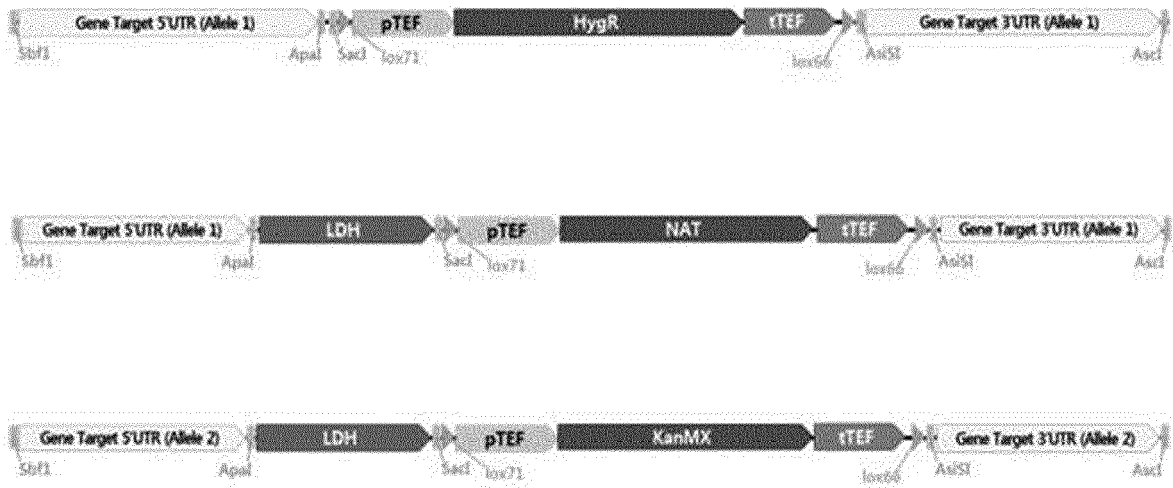 Gene Target 5'UTR (Allele 1) pTEF HygR tTEF Gene Target 3'UTR (Allele 1)
Sbf1 ApaI SacI lox71 lox66 AsiSI AscI
Gene Target 5'UTR (Allele 1) LDH pTEF NAT tTEF Gene Target 3'UTR (Allele 1)
Sbf1 ApaI SacI lox71 lox66 AsiSI AscI
Gene Target 5'UTR (Allele 2) LDH pTEF KanMX tTEF Gene Target 3'UTR (Allele 2)
Sbf1 ApaI SacI lox71 lox66 AsiSI AscI